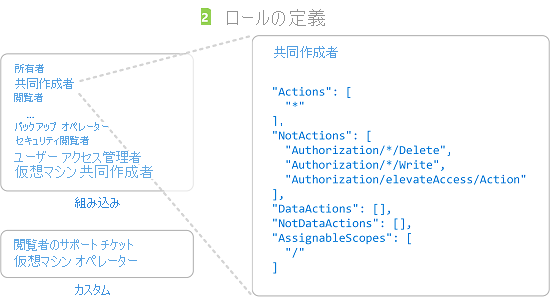 2 ロールの定義
所有者
共同作成者
閲覧者
...
バックアップ オペレーター
セキュリティ閲覧者
ユーザー アクセス管理者
仮想マシン共同作成者
組み込み
閲覧者のサポート チケット
仮想マシン オペレーター
カスタム
共同作成者
"Actions": [
"*"
],
"NotActions": [
"Authorization/*/Delete",
"Authorization/*/Write",
"Authorization/elevateAccess/Action"
],
"DataActions": [],
"NotDataActions": [],
"AssignableScopes": [
"/"
]